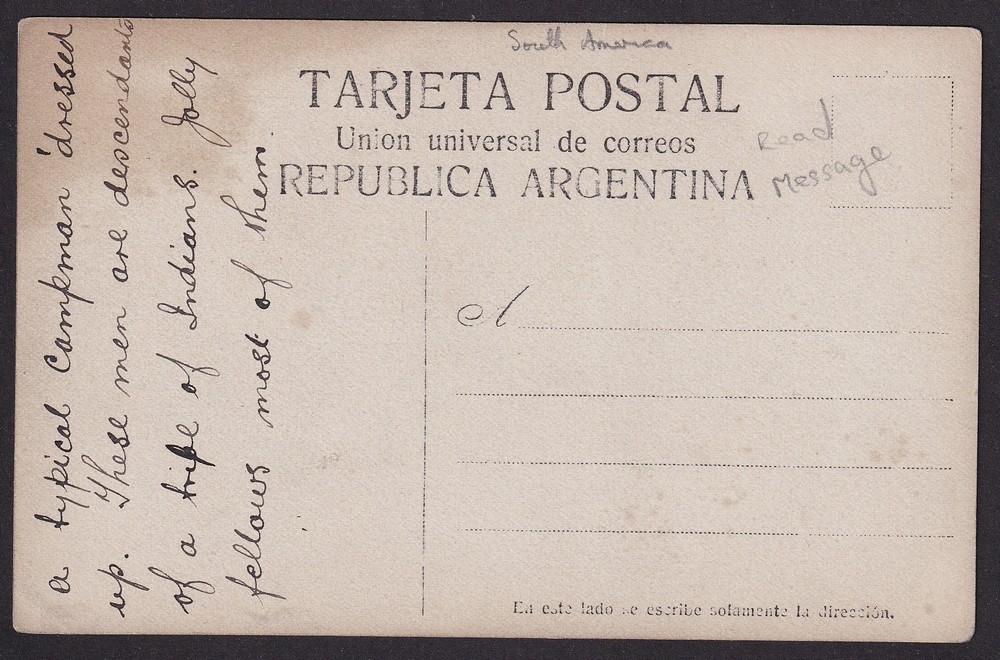 South America
TARJETA POSTAL
Union universal de correos
REPUBLICA ARGENTINA
Read
Message
A
En este lado se escribe solamente la dirección.
a typical campman 'dressed
up. These men are descendants
of a tribe of Indians. Jolly
fellows most of them.